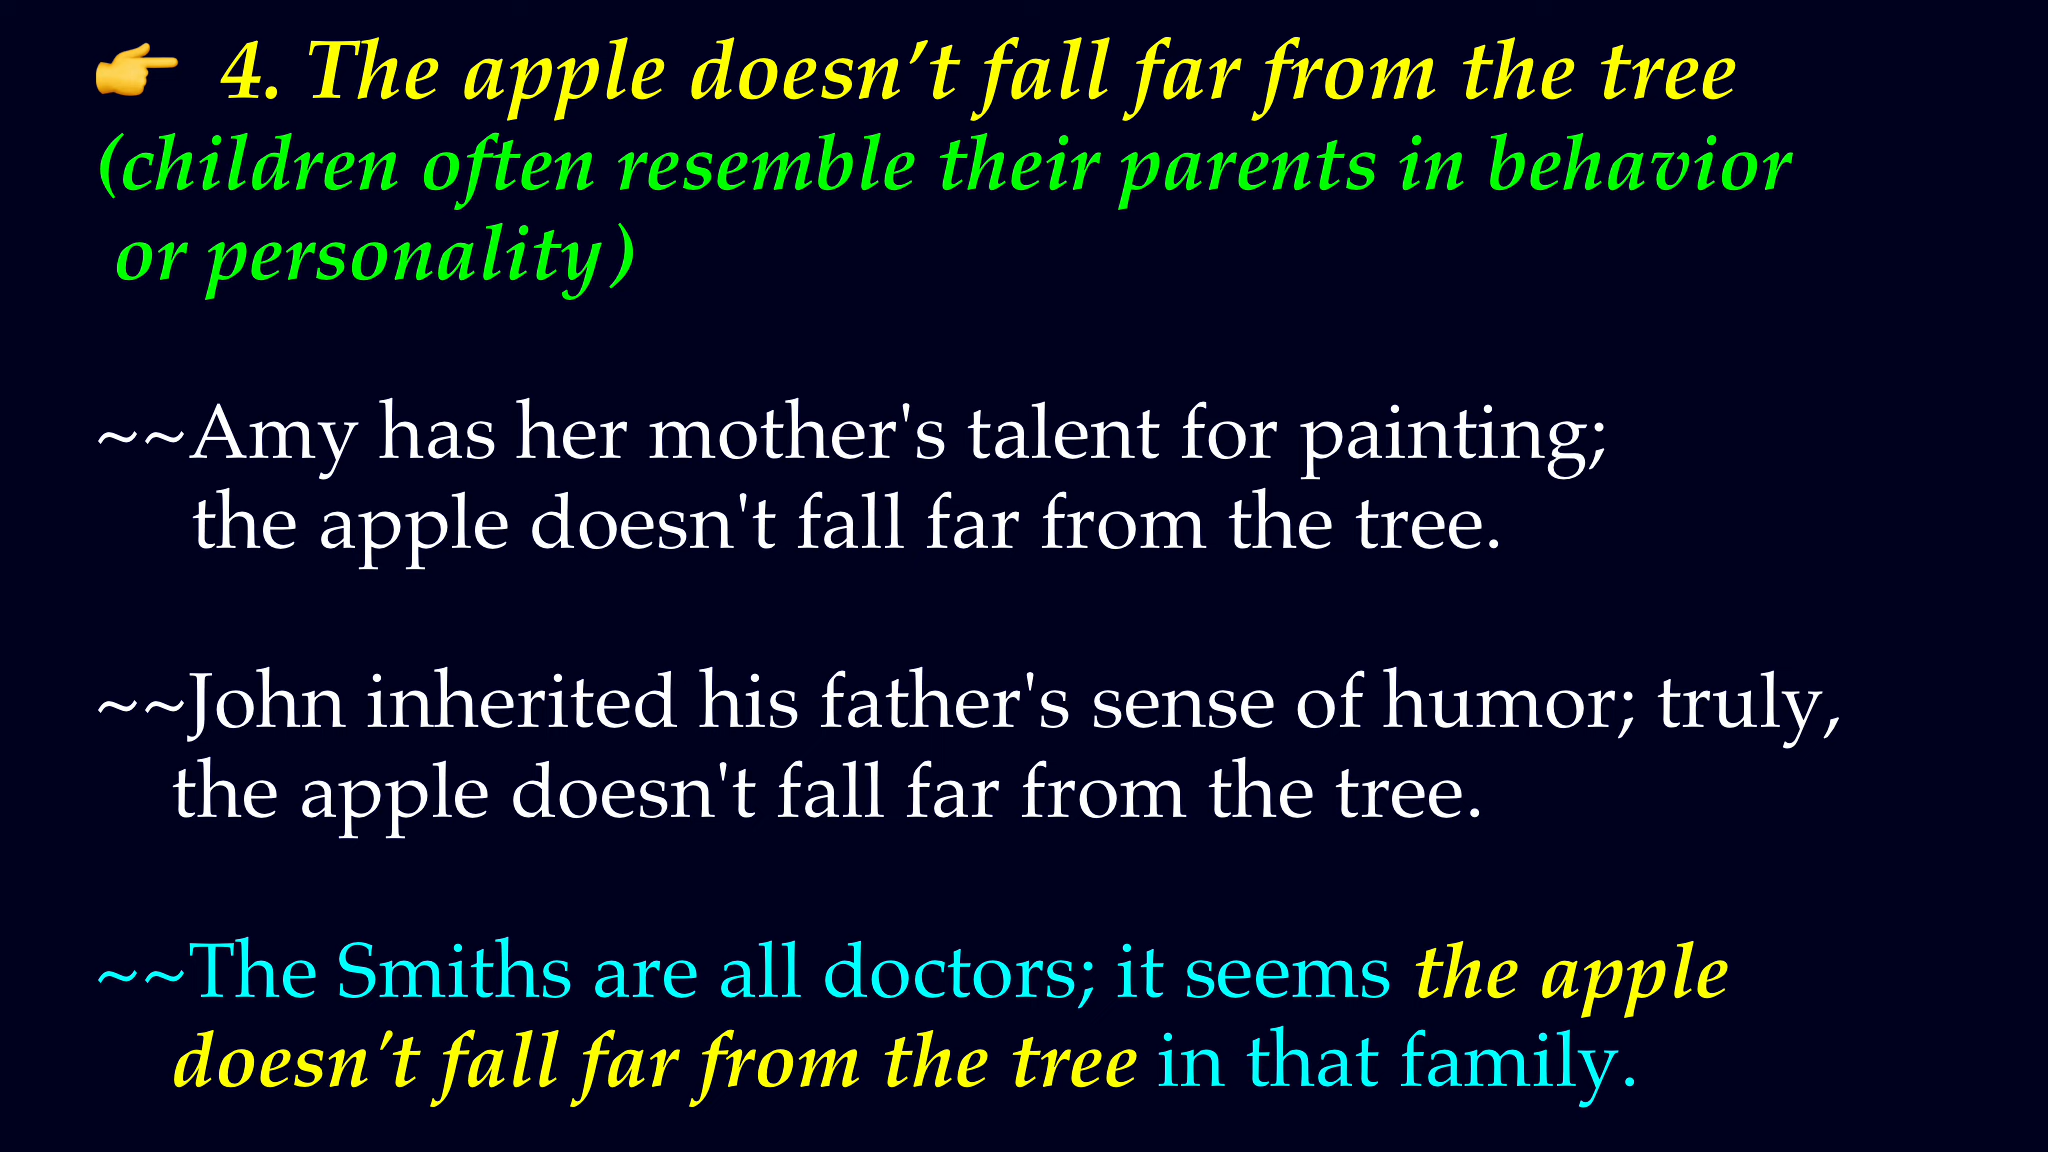 👉 4. The apple doesn’t fall far from the tree
(children often resemble their parents in behavior
or personality)
~~Amy has her mother's talent for painting;
the apple doesn't fall far from the tree.
~~John inherited his father's sense of humor; truly,
the apple doesn't fall far from the tree.
~~The Smiths are all doctors; it seems the apple
doesn't fall far from the tree in that family.